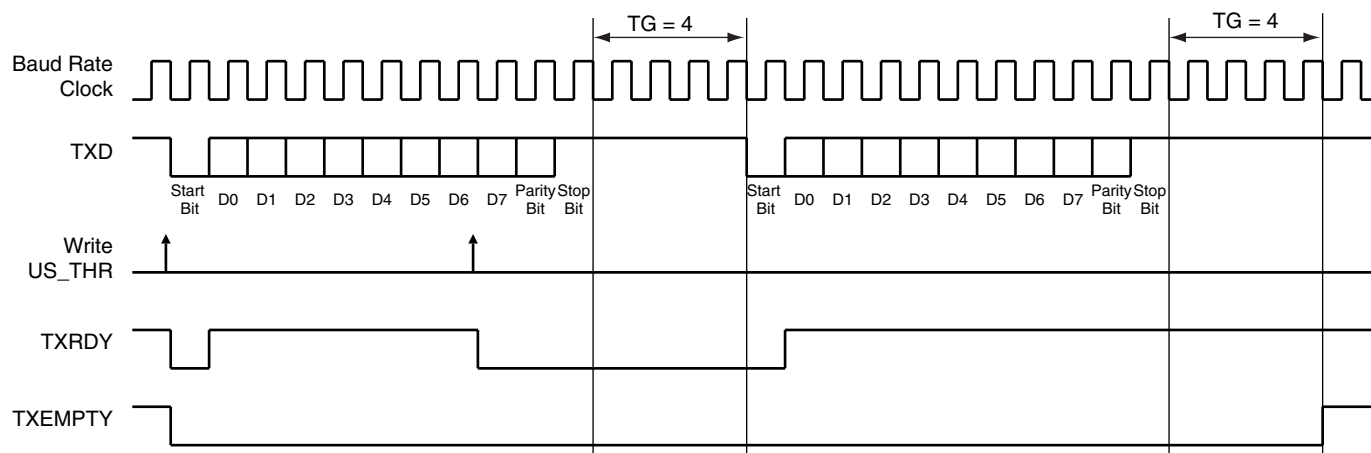 TG = 4
TG = 4
Baud Rate
Clock
TXD
Start
Bit
D0 D1 D2 D3 D4 D5 D6 D7
Parity
Bit
Stop
Bit
Start
Bit
D0 D1 D2 D3 D4 D5 D6 D7
Parity
Bit
Stop
Bit
Write
US_THR
TXRDY
TXEMPTY